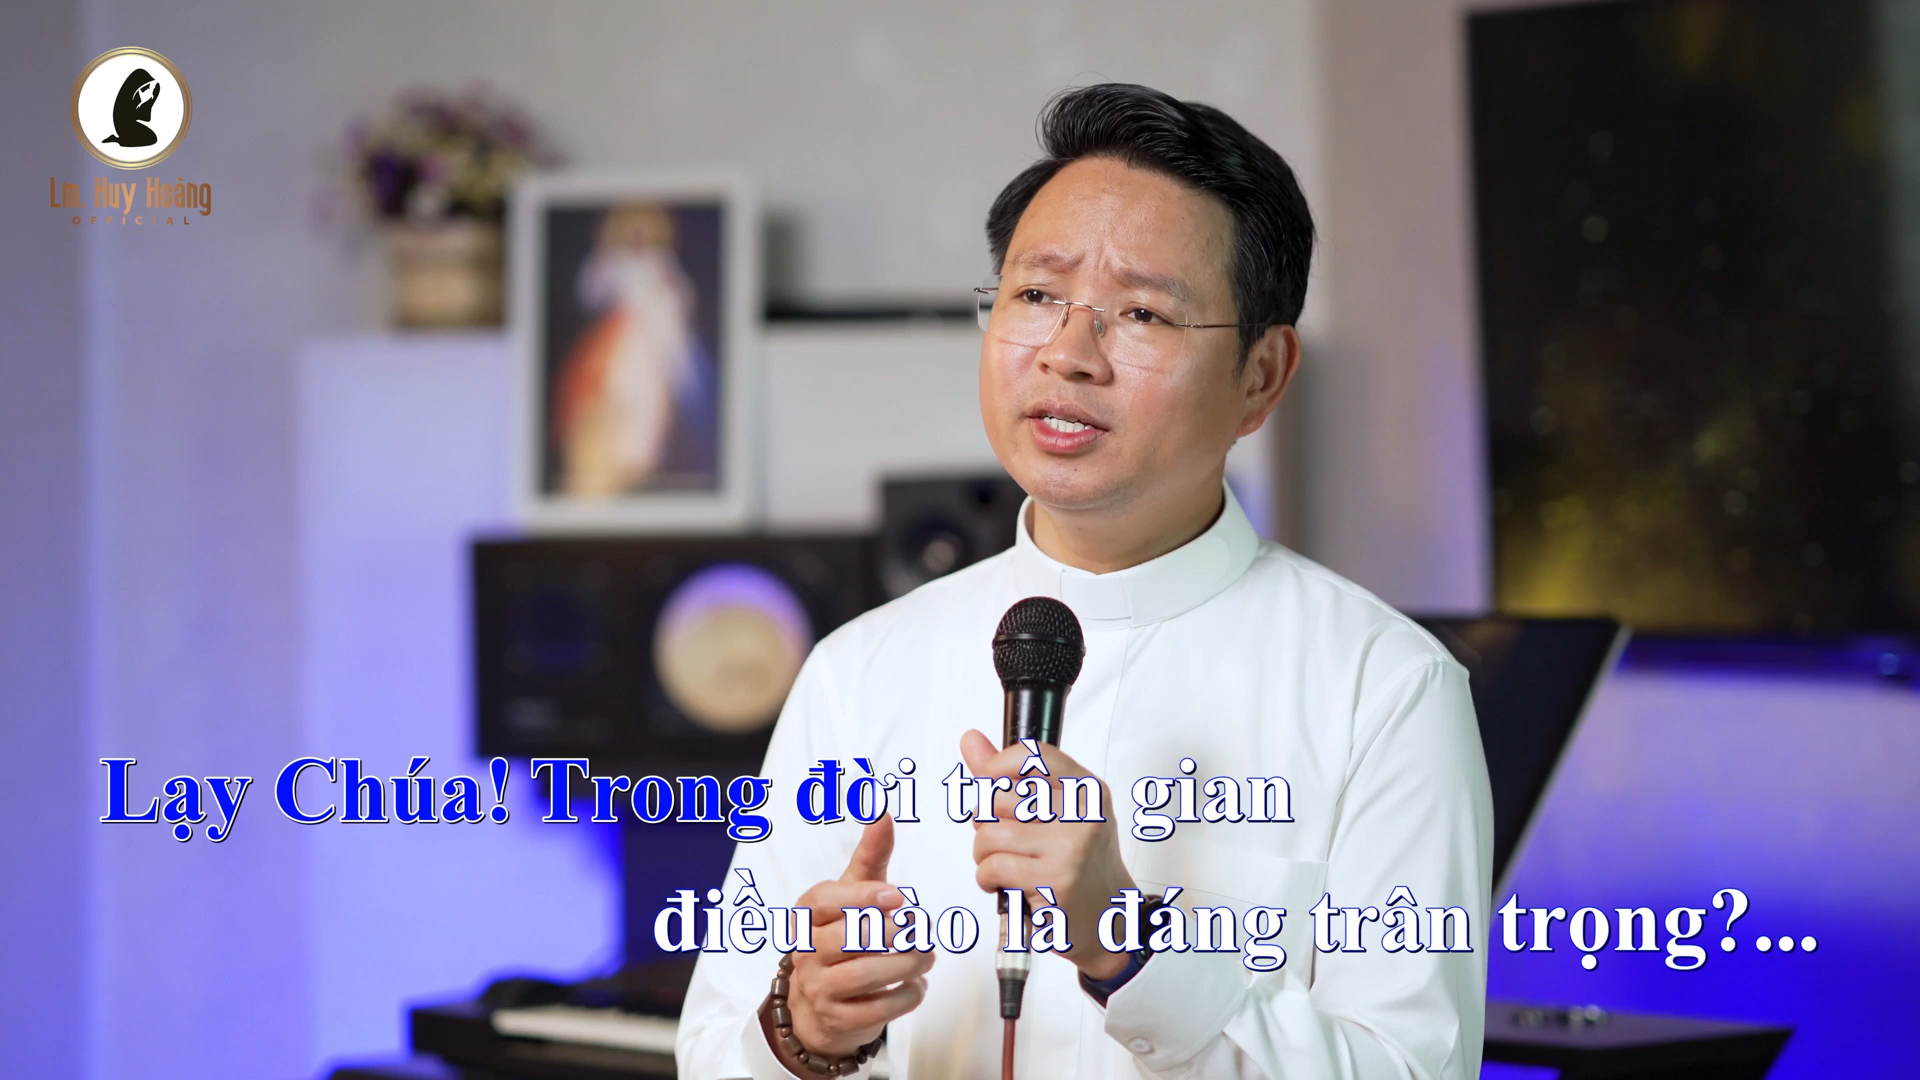 Lm. Huy Hoàng
OFFICIAL
Lạy Chúa! Trong đời trần gian
điều nào là đáng trân trọng?...